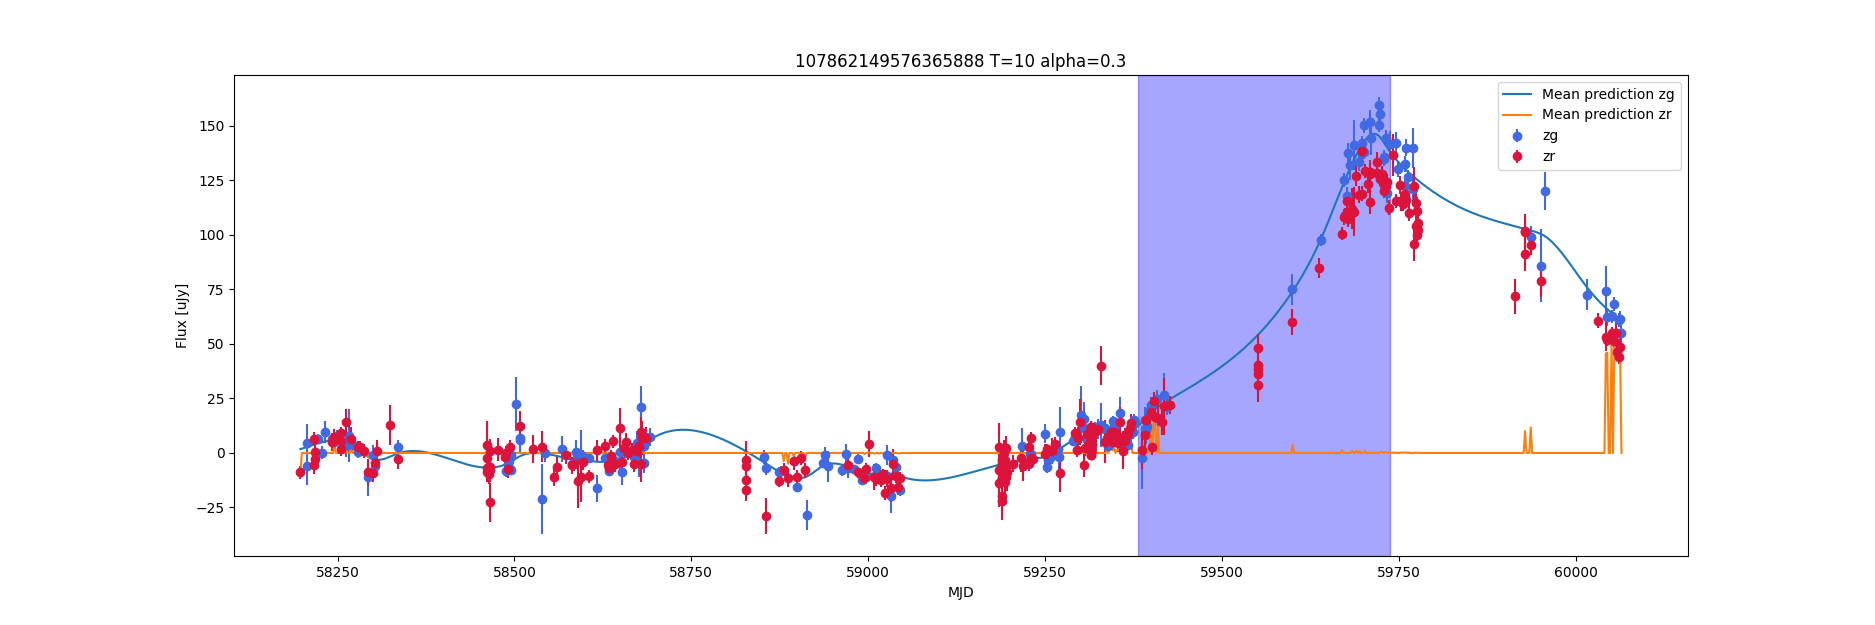 107862149576365888 T=10 alpha=0.3
Mean prediction zg
Mean prediction zr
zg
zr
Flux [uJy]
150
125
100
75
50
25
0
−25
58250 58500 58750 59000 59250 59500 59750 60000
MJD